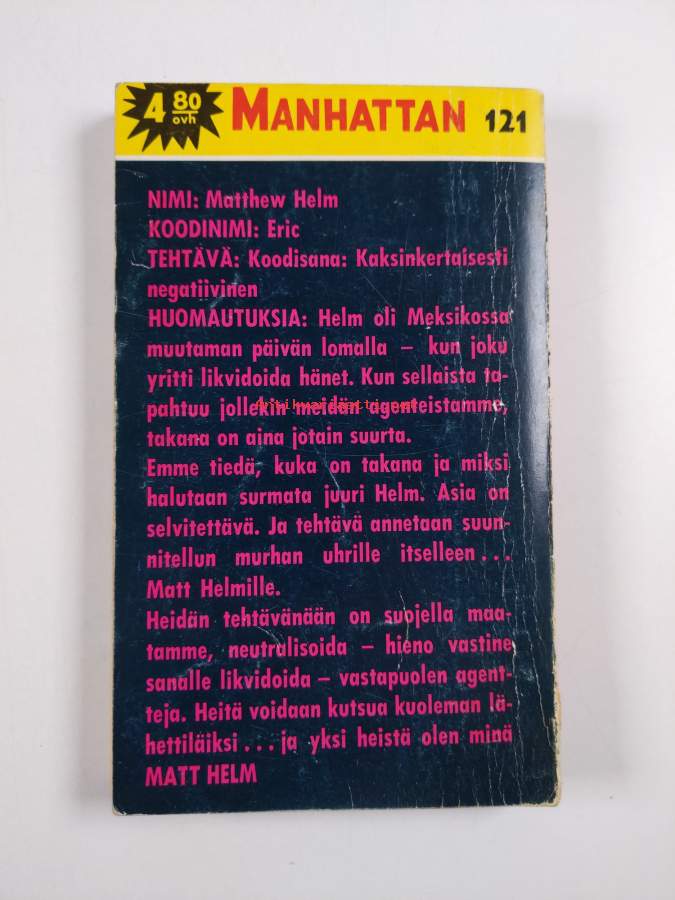 4 80 ovh MANHATTAN 121
NIMI: Matthew Helm
KOODINIMI: Eric
TEHTÄVÄ: Koodisana: Kaksinkertaisesti
negatiivinen
HUOMAUTUKSIA: Helm oli Meksikossa
muutaman päivän lomalla – kun joku
yritti likvidoida hänet. Kun sellaista ta-
pahtuu jollekin meidän agenteistamme,
takana on aina jotain suurta.
Emme tiedä, kuka on takana ja miksi
halutaan surmata juuri Helm. Asia on
selvitettävä. Ja tehtävä annetaan suun-
nitellun murhan uhrille itselleen...
Matt Helmille.
Heidän tehtävänään on suojella maa-
tamme, neutralisoida – hieno vastine
sanalle likvidoida – vastapuolen agent-
teja. Heitä voidaan kutsua kuoleman lä-
hettiläiksi...ja yksi heistä olen minä
MATT HELM